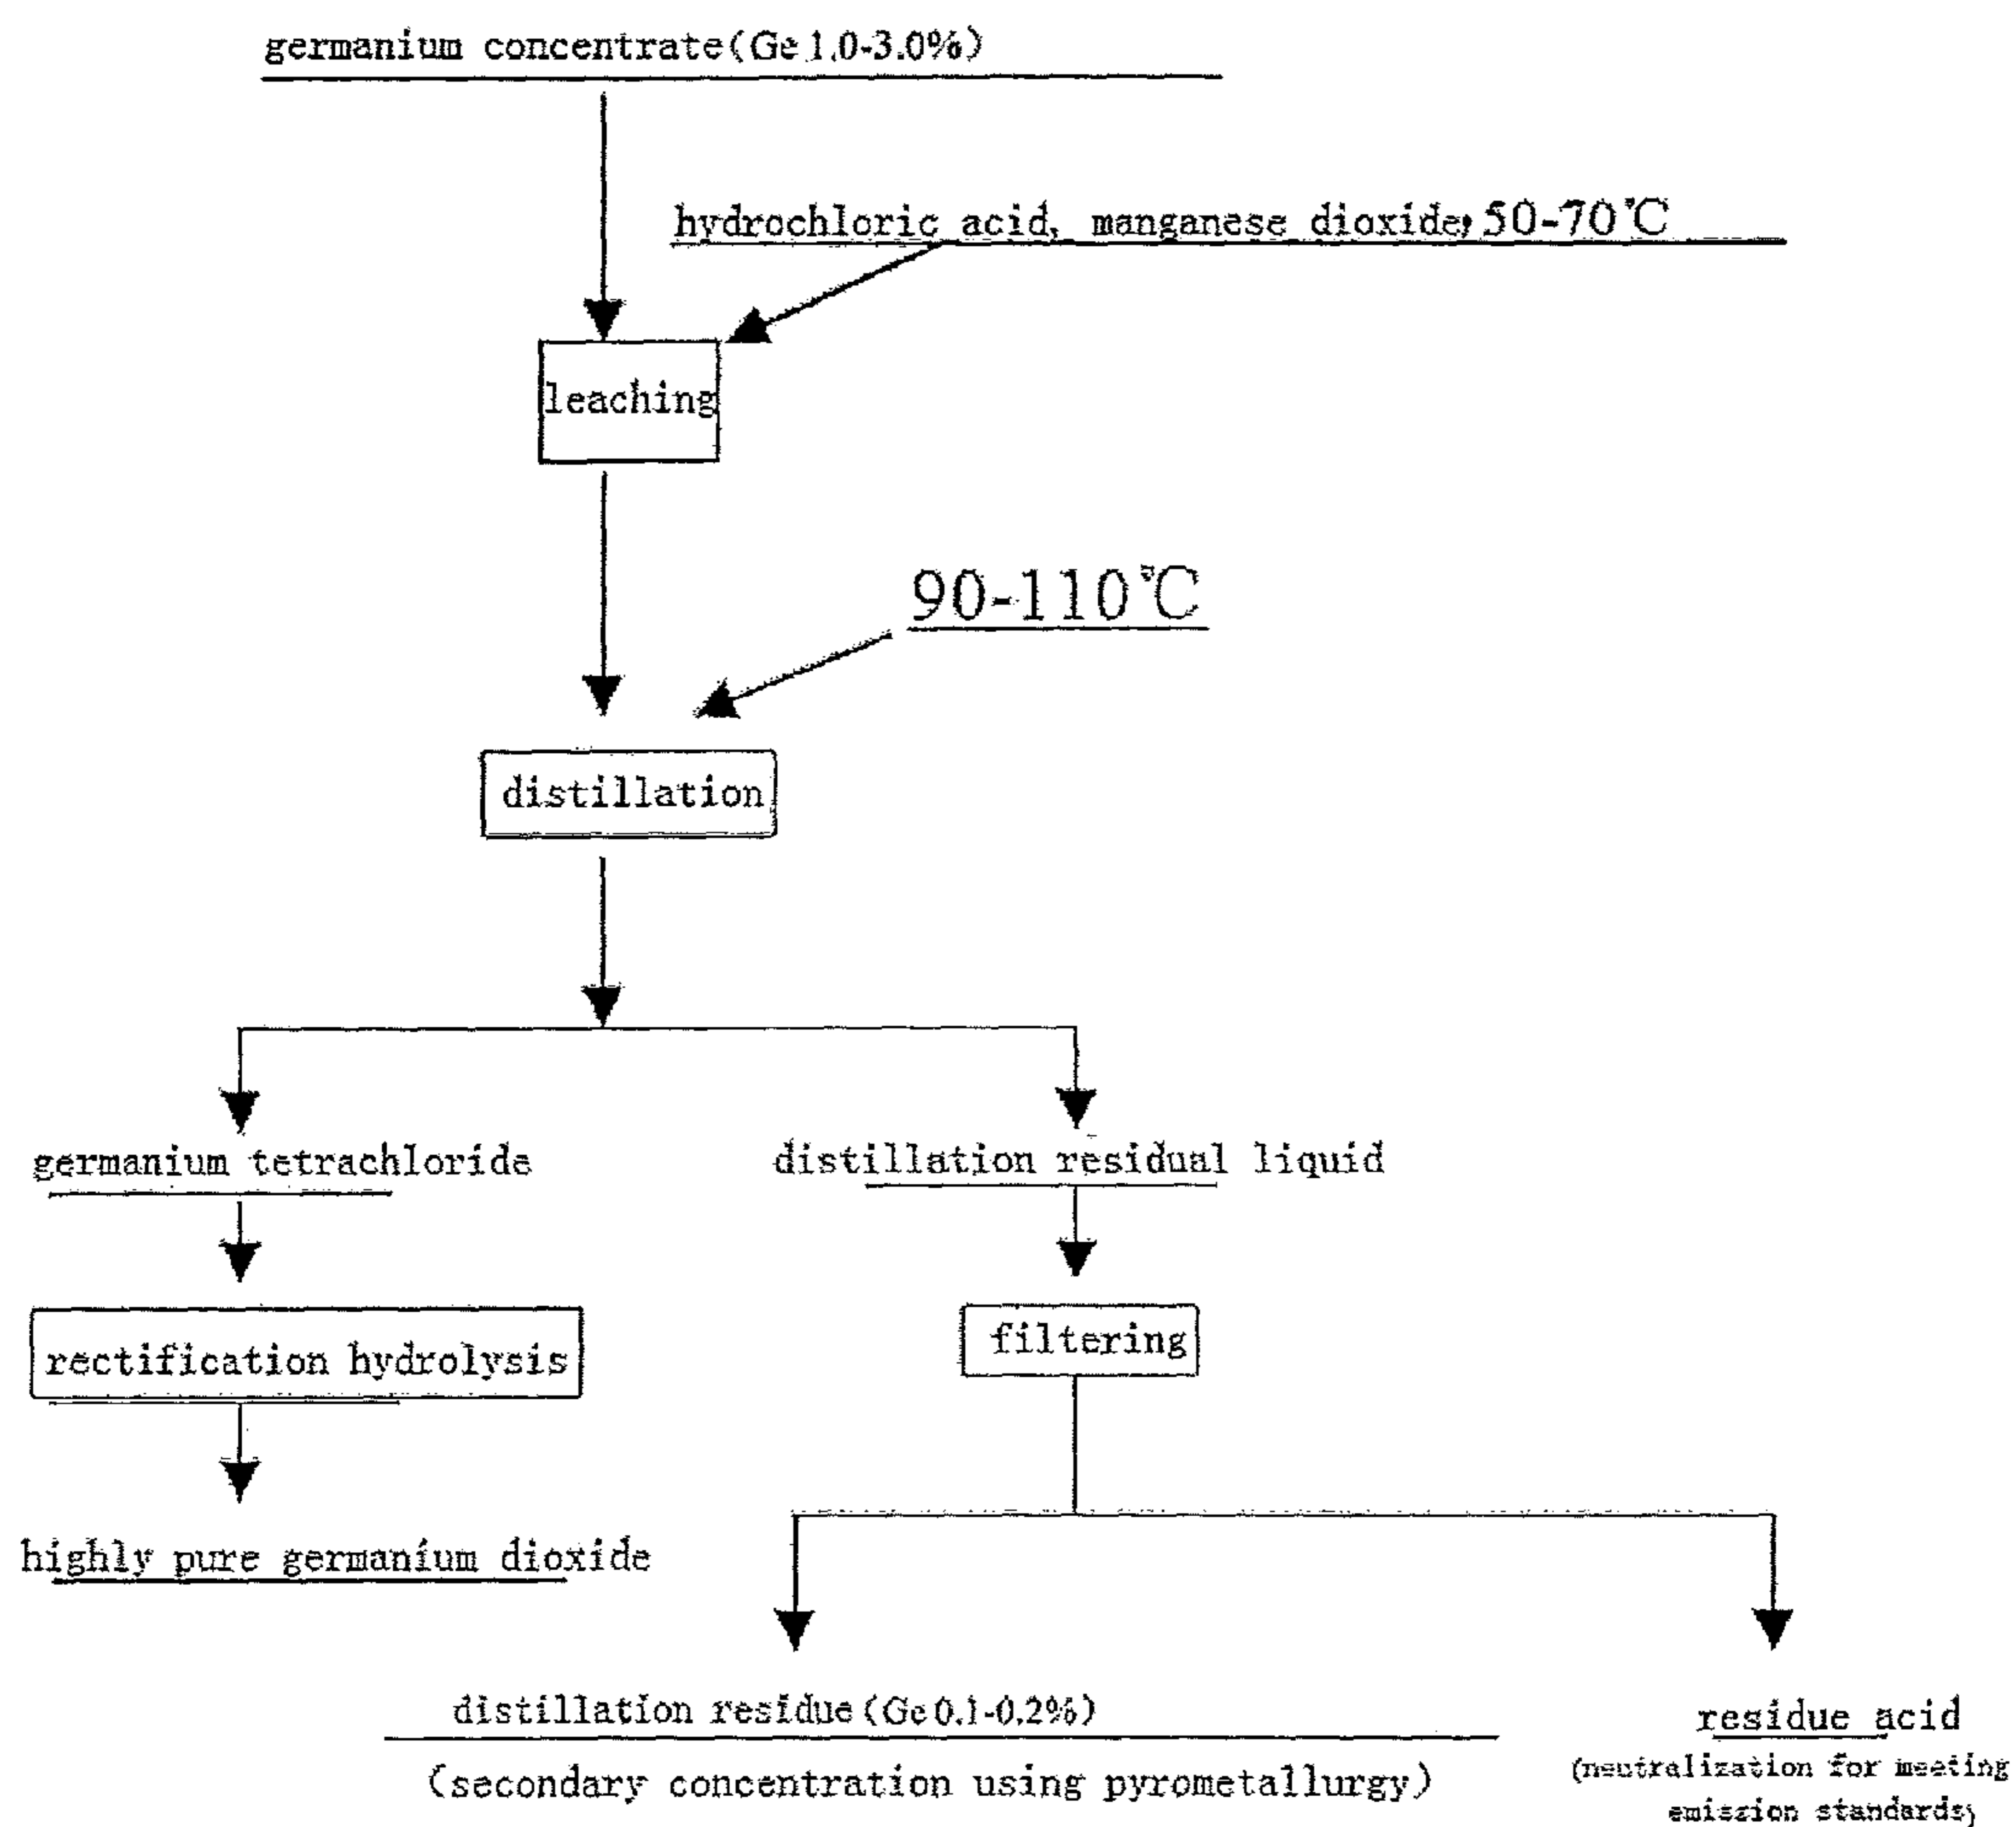 germanium concentrate(Ge 1.0-3.0%)
hydrochloric acid, manganese dioxide, 50-70℃
leaching
90-110℃
distillation
germanium tetrachloride
distillation residual liquid
rectification hydrolysis
filtering
highly pure germanium dioxide
distillation residue(Ge 0.1-0.2%)
(secondary concentration using pyrometallurgy)
residue acid
(neutralization for meeting
emission standards)